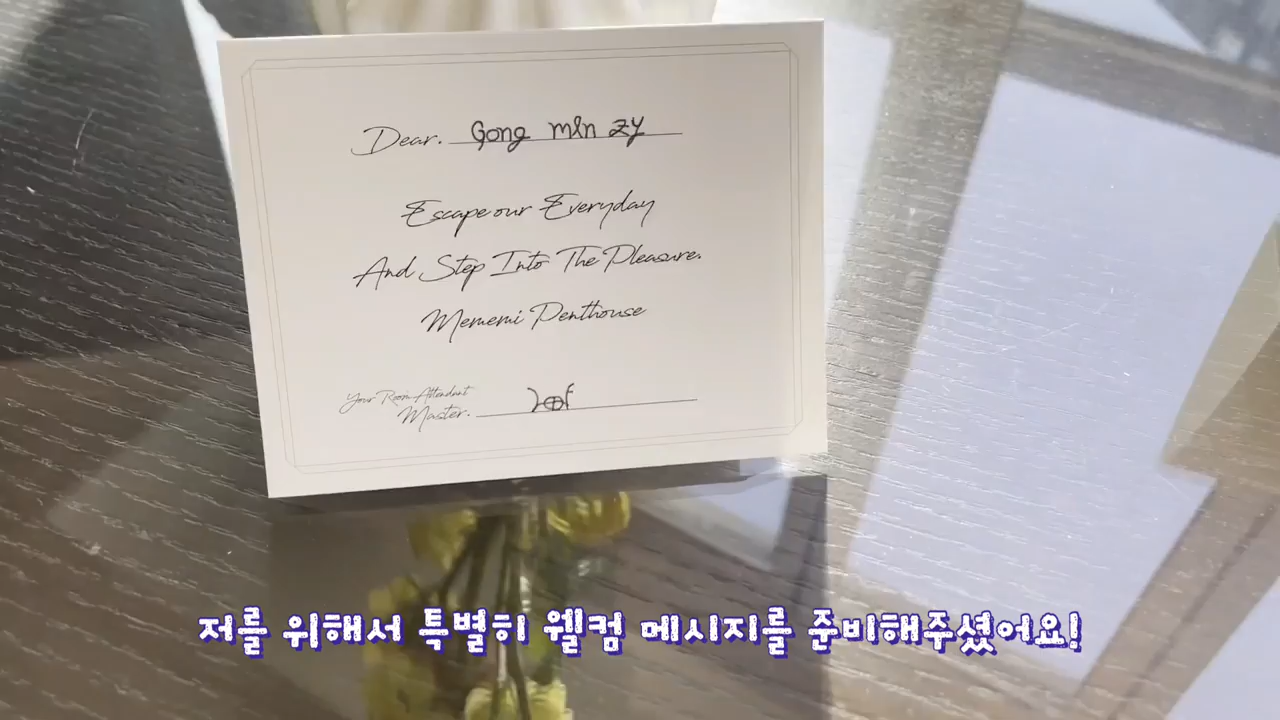 Dear. Gong min zy
Escape our Everyday
And Step Into The Pleasure.
Mememi Penthouse
Your Room Attendant
Master.
저를 위해서 특별히 웰컴 메시지를 준비해주셨어요!